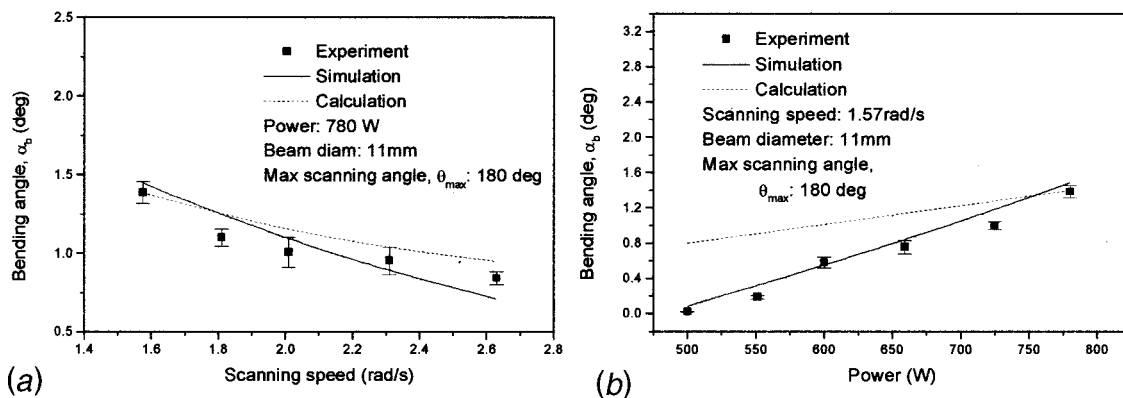 2.5
2.0
1.5
1.0
0.5
1.4 1.6 1.8 2.0 2.2 2.4 2.6 2.8
Bending angle, α_b (deg)
Scanning speed (rad/s)
Experiment
Simulation
Calculation
Power: 780 W
Beam diam: 11mm
Max scanning angle, θ_max: 180 deg
(a)
3.2
2.8
2.4
2.0
1.6
1.2
0.8
0.4
0.0
500 550 600 650 700 750 800
Bending angle, α_b (deg)
Power (W)
Experiment
Simulation
Calculation
Scanning speed: 1.57rad/s
Beam diameter: 11mm
Max scanning angle,
θ_max: 180 deg
(b)